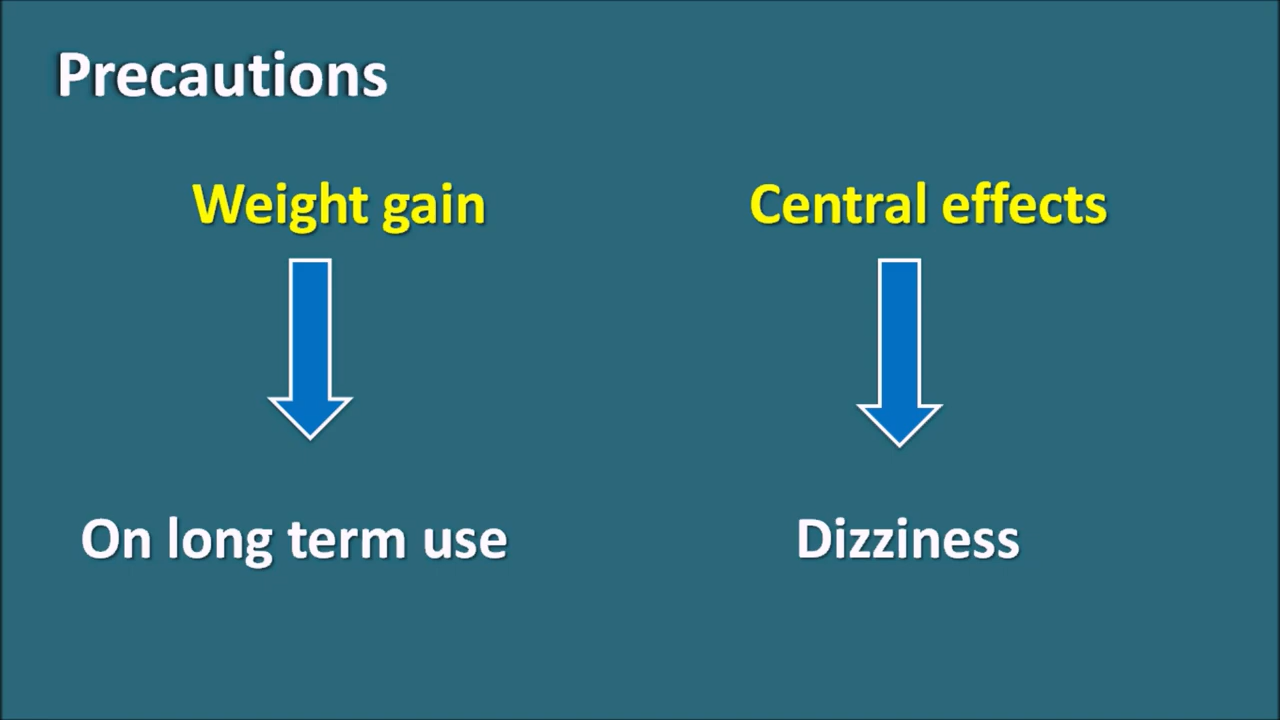 Precautions
Weight gain
Central effects
On long term use
Dizziness